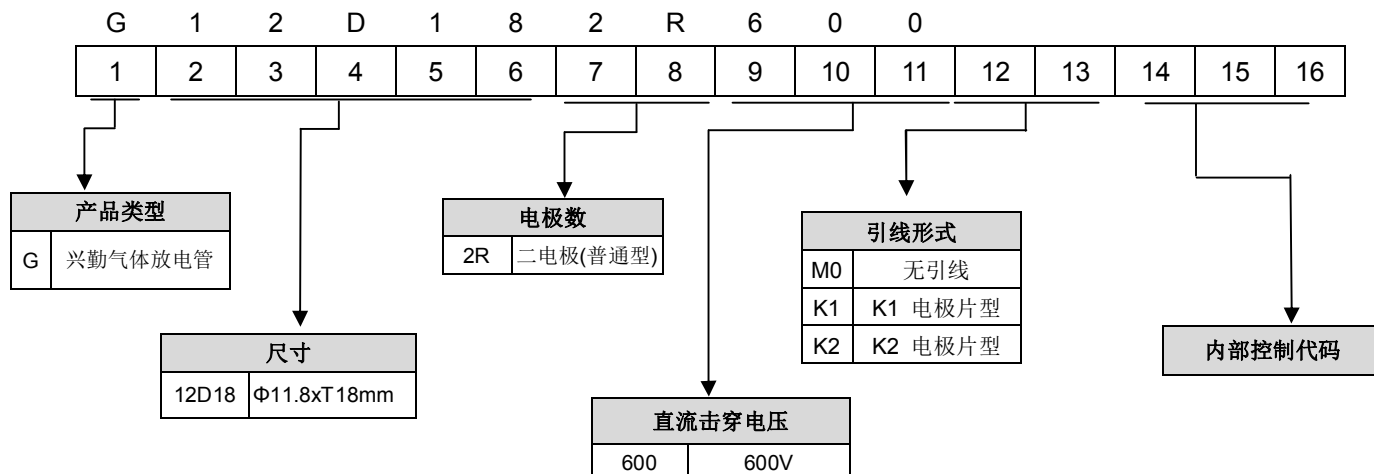 G 1 2 D 1 8 2 R 6 0 0
1 2 3 4 5 6 7 8 9 10 11 12 13 14 15 16
产品类型
G 兴勤气体放电管
电极数
2R 二电极(普通型)
引线形式
M0 无引线
K1 K1 电极片型
K2 K2 电极片型
尺寸
12D18 Φ11.8xT18mm
内部控制代码
直流击穿电压
600 600V